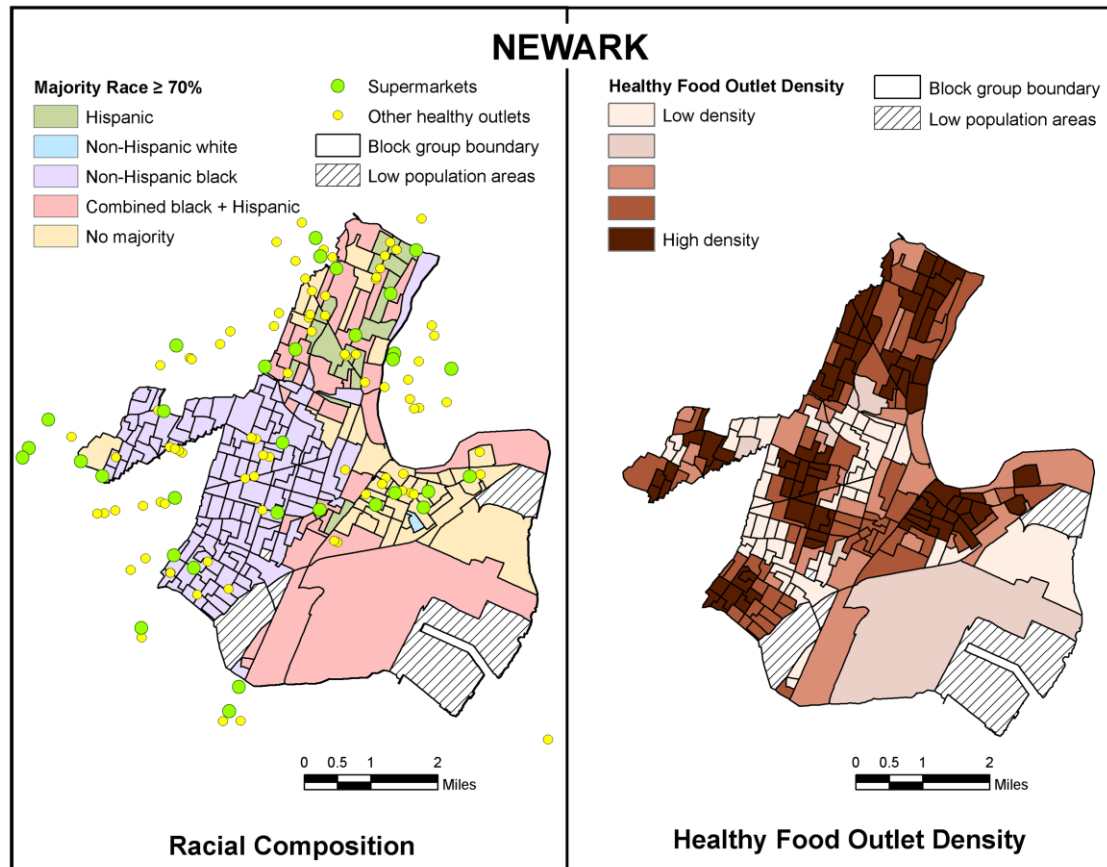 NEWARK
Majority Race ≥ 70%
Hispanic
Non-Hispanic white
Non-Hispanic black
Combined black + Hispanic
No majority
Supermarkets
Other healthy outlets
Block group boundary
Low population areas
0 0.5 1 2
Miles
Racial Composition
Healthy Food Outlet Density
Low density
High density
Block group boundary
Low population areas
0 0.5 1 2
Miles
Healthy Food Outlet Density